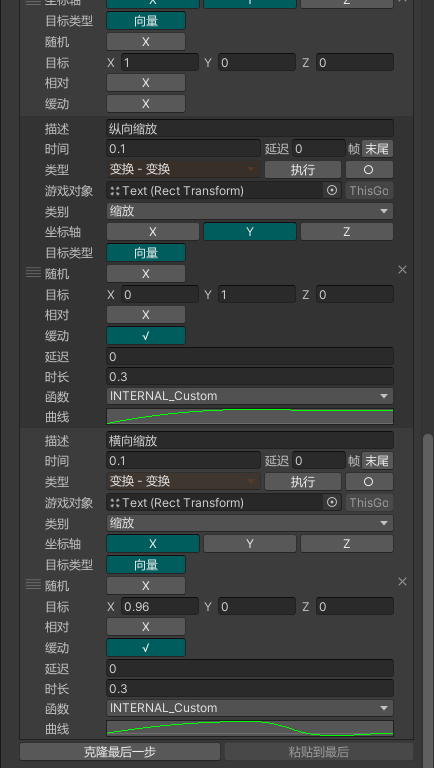 坐标轴 X Y Z
目标类型 向量
随机 X
目标 X 1 Y 0 Z 0
相对 X
缓动 X
描述 纵向缩放
时间 0.1 延迟 0 帧 末尾
类型 变换 - 变换 执行 O
游戏对象 Text (Rect Transform) ThisGo
类别 缩放
坐标轴 X Y Z
目标类型 向量
随机 X
目标 X 0 Y 1 Z 0
相对 X
缓动 √
延迟 0
时长 0.3
函数 INTERNAL_Custom
曲线
描述 横向缩放
时间 0.1 延迟 0 帧 末尾
类型 变换 - 变换 执行 O
游戏对象 Text (Rect Transform) ThisGo
类别 缩放
坐标轴 X Y Z
目标类型 向量
随机 X
目标 X 0.96 Y 0 Z 0
相对 X
缓动 √
延迟 0
时长 0.3
函数 INTERNAL_Custom
曲线
克隆最后一步 粘贴到最后